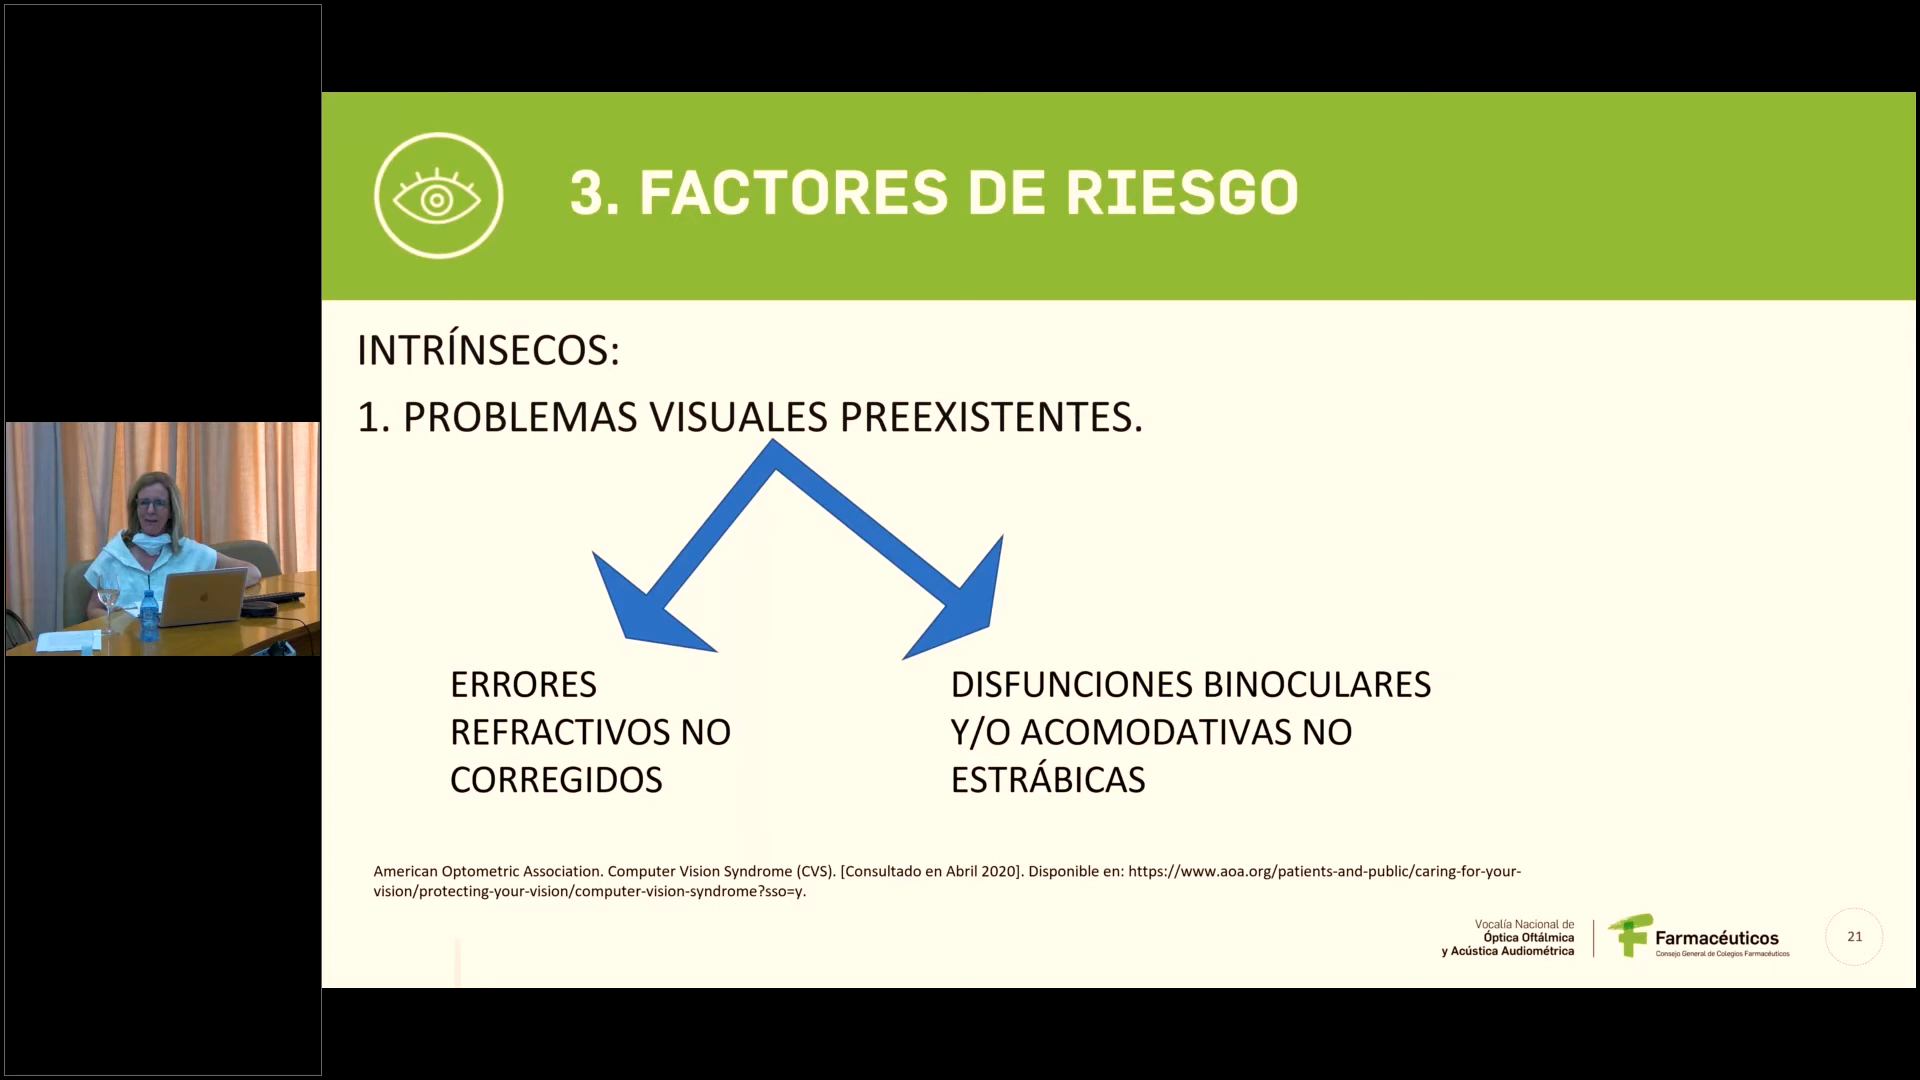 3. FACTORES DE RIESGO
INTRÍNSECOS:
1. PROBLEMAS VISUALES PREEXISTENTES.
ERRORES
REFRACTIVOS NO
CORREGIDOS
DISFUNCIONES BINOCULARES
Y/O ACOMODATIVAS NO
ESTRÁBICAS
American Optometric Association. Computer Vision Syndrome (CVS). [Consultado en Abril 2020]. Disponible en: https://www.aoa.org/patients-and-public/caring-for-your-
vision/protecting-your-vision/computer-vision-syndrome?sso=y.
Vocalía Nacional de
Óptica Oftálmica
y Acústica Audiométrica
Farmacéuticos
Consejo General de Colegios Farmacéuticos
21